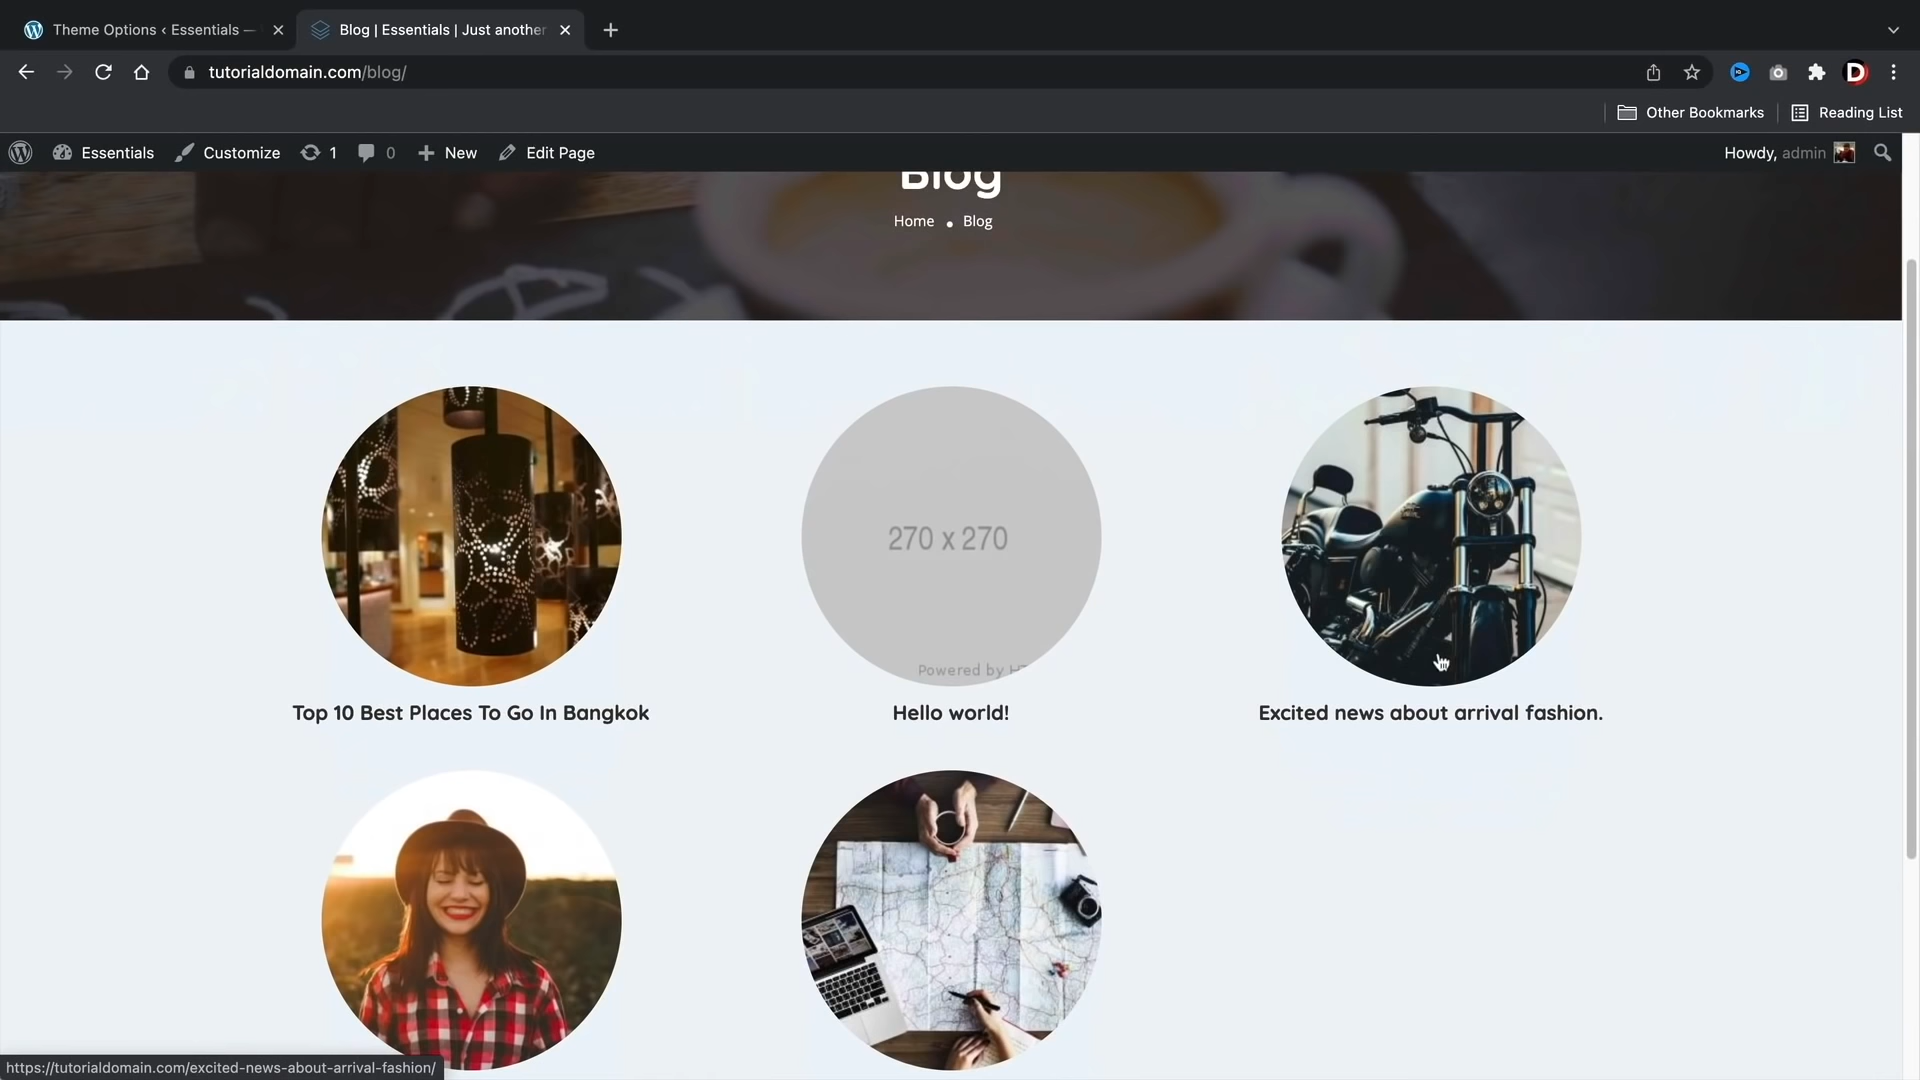 Theme Options ‹ Essentials —
Blog | Essentials | Just another
tutorialdomain.com/blog/
Other Bookmarks
Reading List
Essentials
Customize
1
0
New
Edit Page
Howdy, admin
Blog
Home
Blog
270 x 270
Powered by
Top 10 Best Places To Go In Bangkok
Hello world!
Excited news about arrival fashion.
https://tutorialdomain.com/excited-news-about-arrival-fashion/